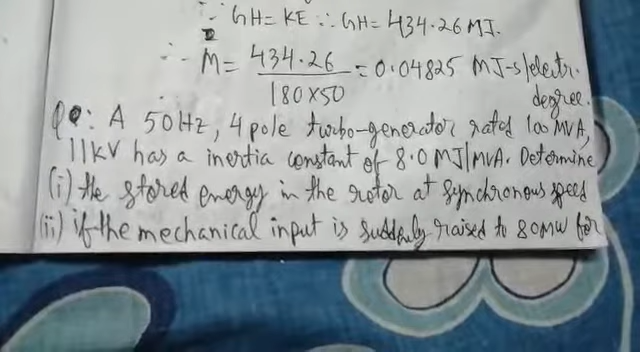 ∵ GH = KE ∴ GH = 434.26 MJ.
∴ M = 434.26 / 180×50 = 0.04825 MJ-s/electr. degree.
Q: A 50Hz, 4 pole turbo-generator rated 100 MVA,
11kV has a inertia constant of 8.0 MJ/MVA. Determine
(i) the stored energy in the rotor at synchronous speed
(ii) if the mechanical input is suddenly raised to 80MW for